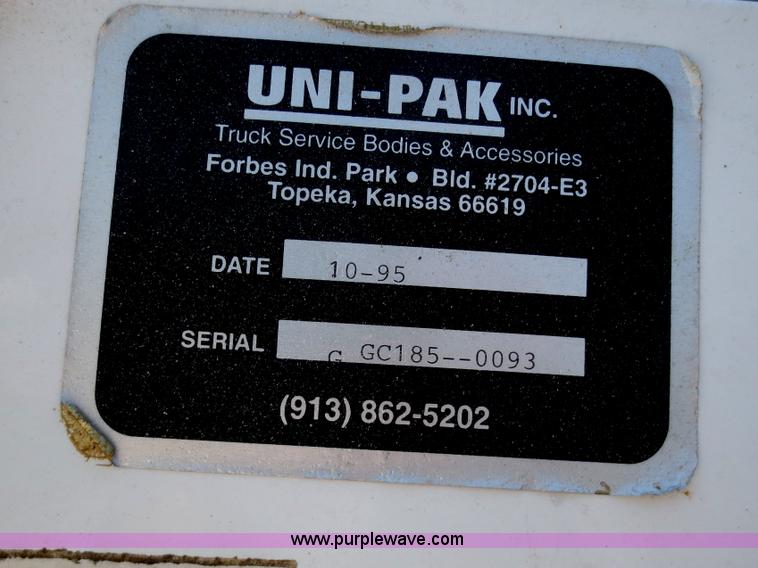 UNI-PAK INC.
Truck Service Bodies & Accessories
Forbes Ind. Park • Bld. #2704-E3
Topeka, Kansas 66619
DATE 10-95
SERIAL G GC185--0093
(913) 862-5202
www.purplewave.com